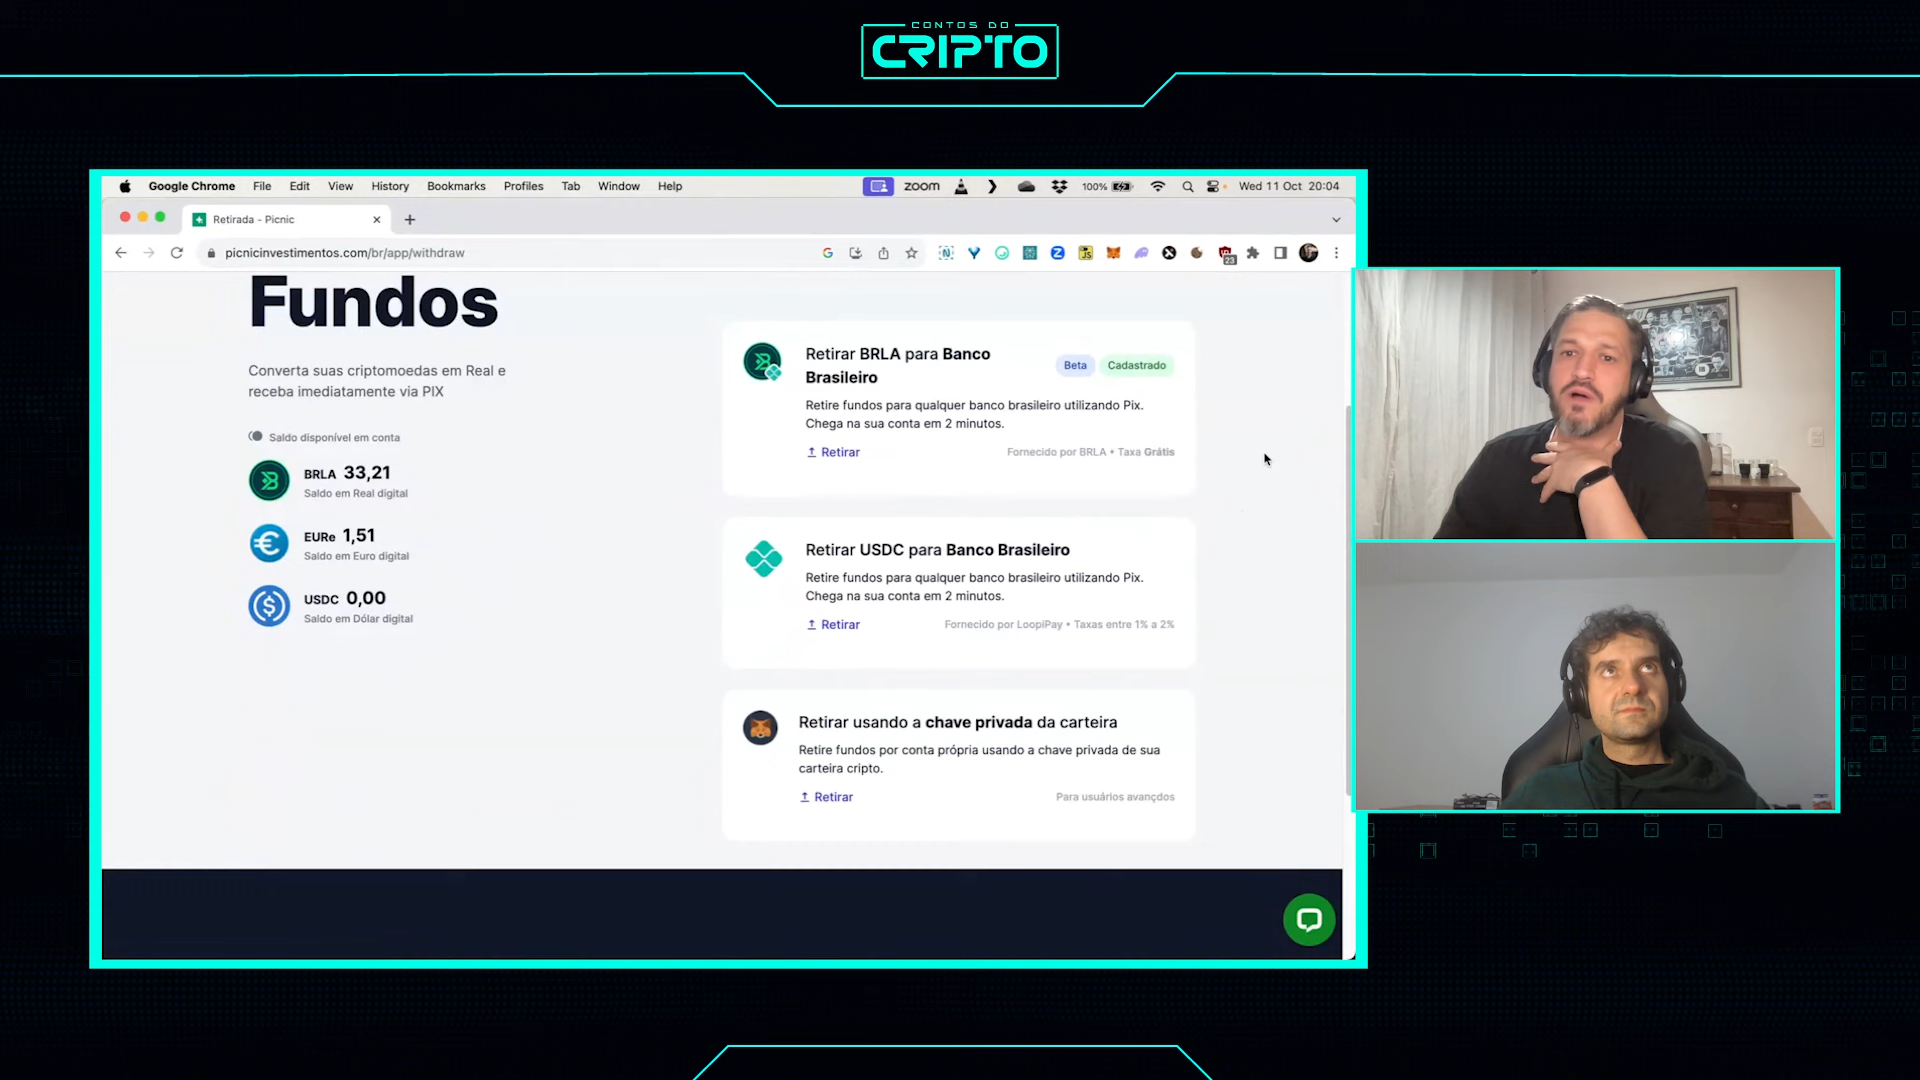 CONTOS DO
CRIPTO
Google Chrome File Edit View History Bookmarks Profiles Tab Window Help
zoom 100% Wed 11 Oct 20:04
Retirada - Picnic
picnicinvestimentos.com/br/app/withdraw
23
Fundos
Converta suas criptomoedas em Real e
receba imediatamente via PIX
Saldo disponível em conta
BRLA 33,21
Saldo em Real digital
EURe 1,51
Saldo em Euro digital
USDC 0,00
Saldo em Dólar digital
Retirar BRLA para Banco
Brasileiro
Beta Cadastrado
Retire fundos para qualquer banco brasileiro utilizando Pix.
Chega na sua conta em 2 minutos.
Retirar
Fornecido por BRLA • Taxa Grátis
Retirar USDC para Banco Brasileiro
Retire fundos para qualquer banco brasileiro utilizando Pix.
Chega na sua conta em 2 minutos.
Retirar
Fornecido por LoopiPay • Taxas entre 1% a 2%
Retirar usando a chave privada da carteira
Retire fundos por conta própria usando a chave privada de sua
carteira cripto.
Retirar
Para usuários avançdos